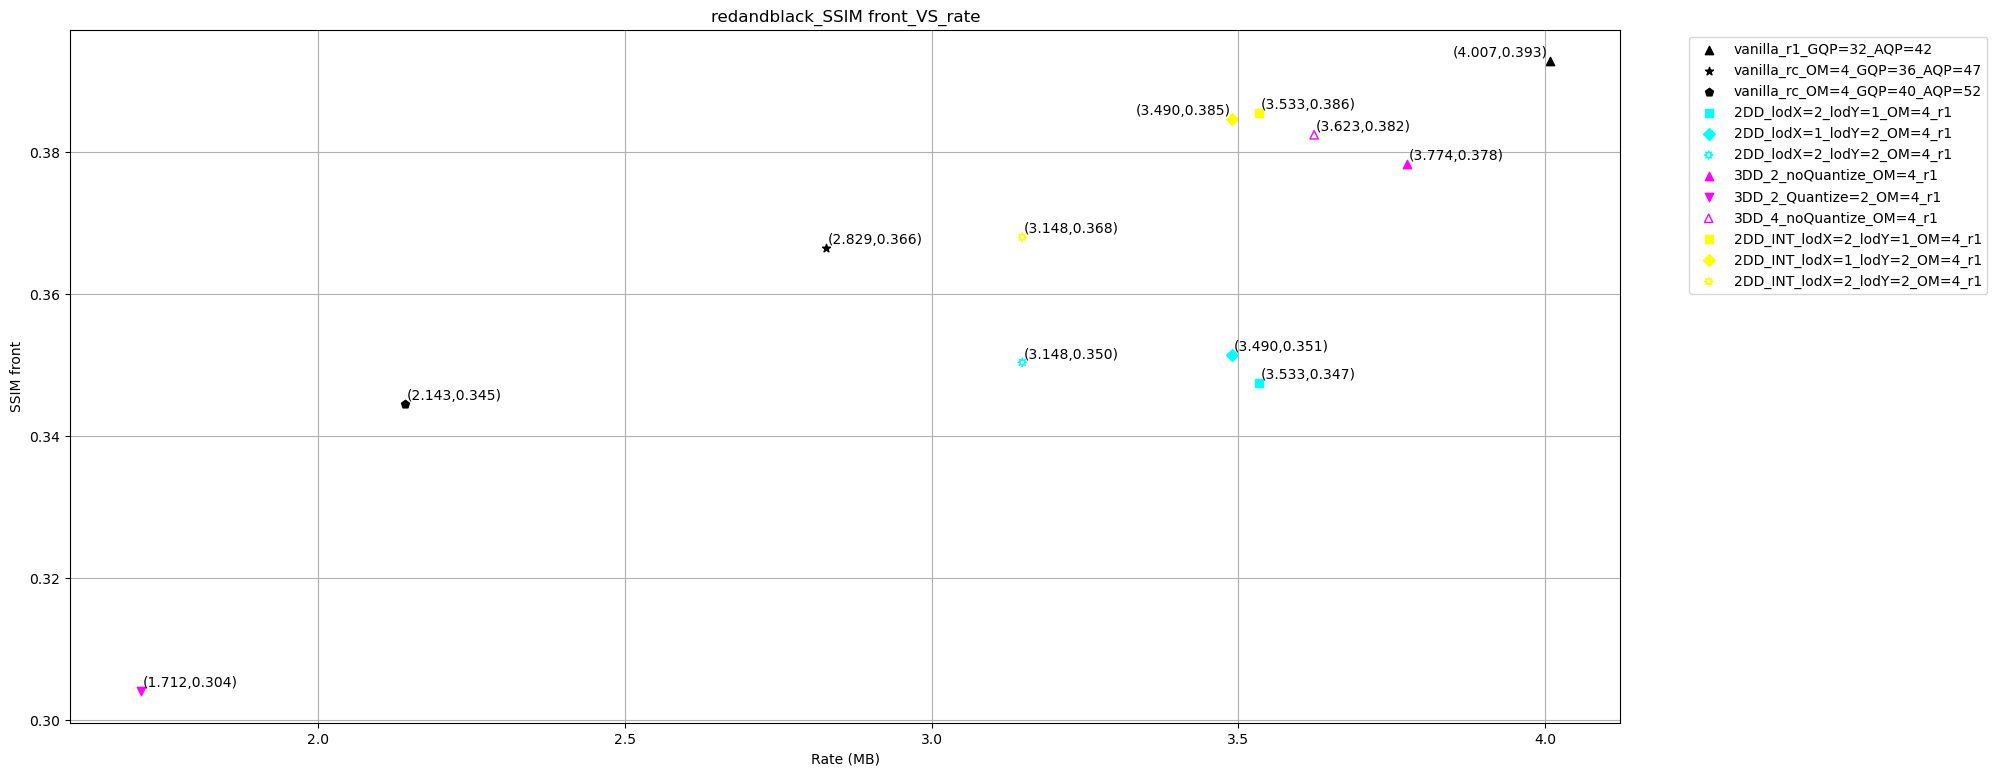 redandblack_SSIM front_VS_rate
(4.007,0.393)
(3.490,0.385)
(3.533,0.386)
(3.623,0.382)
(3.774,0.378)
(2.829,0.366)
(3.148,0.368)
(3.148,0.350)
(3.490,0.351)
(3.533,0.347)
(2.143,0.345)
(1.712,0.304)
SSIM front
0.38
0.36
0.34
0.32
0.30
2.0
2.5
3.0
3.5
4.0
Rate (MB)
vanilla_r1_GQP=32_AQP=42
vanilla_rc_OM=4_GQP=36_AQP=47
vanilla_rc_OM=4_GQP=40_AQP=52
2DD_lodX=2_lodY=1_OM=4_r1
2DD_lodX=1_lodY=2_OM=4_r1
2DD_lodX=2_lodY=2_OM=4_r1
3DD_2_noQuantize_OM=4_r1
3DD_2_Quantize=2_OM=4_r1
3DD_4_noQuantize_OM=4_r1
2DD_INT_lodX=2_lodY=1_OM=4_r1
2DD_INT_lodX=1_lodY=2_OM=4_r1
2DD_INT_lodX=2_lodY=2_OM=4_r1